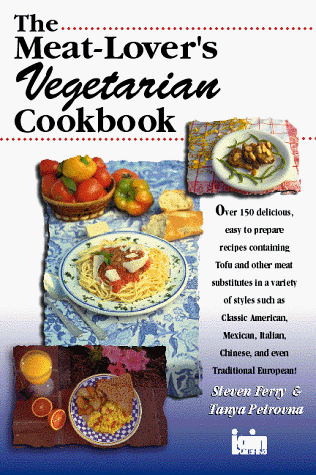 The
Meat-Lover's
Vegetarian
Cookbook
Over 150 delicious,
easy to prepare
recipes containing
Tofu and other meat
substitutes in a variety
of styles such as
Classic American,
Mexican, Italian,
Chinese, and even
Traditional European!
Steven Ferry &
Tanya Petrovna